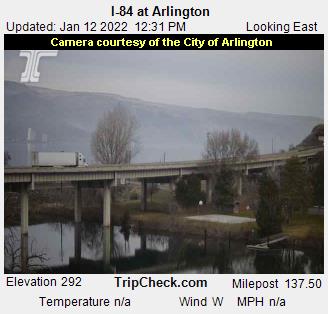 I-84 at Arlington
Updated: Jan 12 2022 12:31 PM Looking East
Camera courtesy of the City of Arlington
Elevation 292 TripCheck.com Milepost 137.50
Temperature n/a Wind W MPH n/a